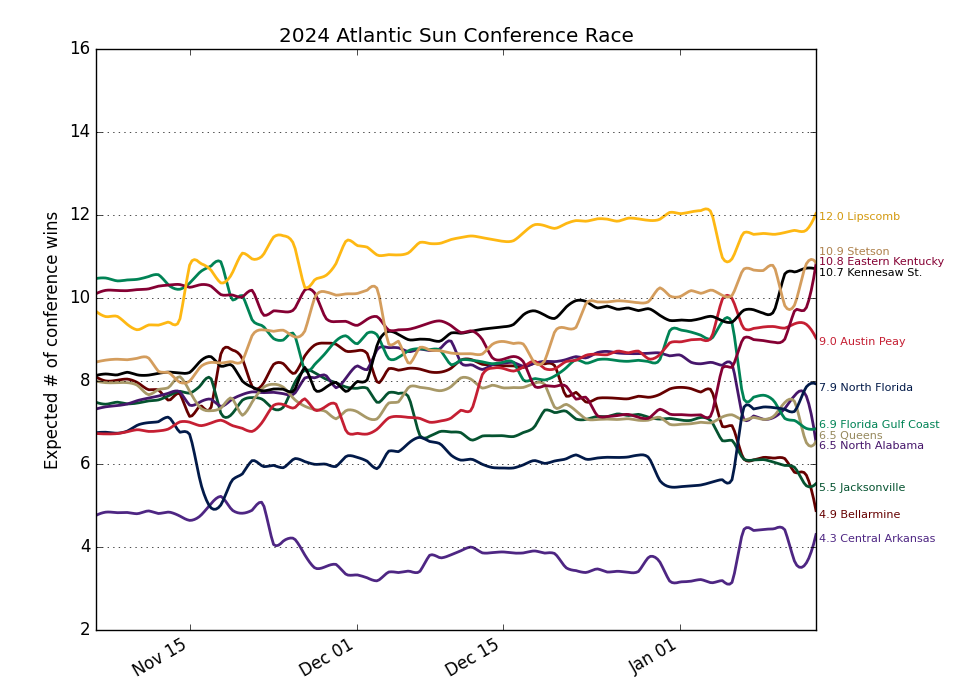 2024 Atlantic Sun Conference Race
Expected # of conference wins
16
14
12
10
8
6
4
2
Nov 15
Dec 01
Dec 15
Jan 01
12.0 Lipscomb
10.9 Stetson
10.8 Eastern Kentucky
10.7 Kennesaw St.
9.0 Austin Peay
7.9 North Florida
6.9 Florida Gulf Coast
6.5 Queens
6.5 North Alabama
5.5 Jacksonville
4.9 Bellarmine
4.3 Central Arkansas